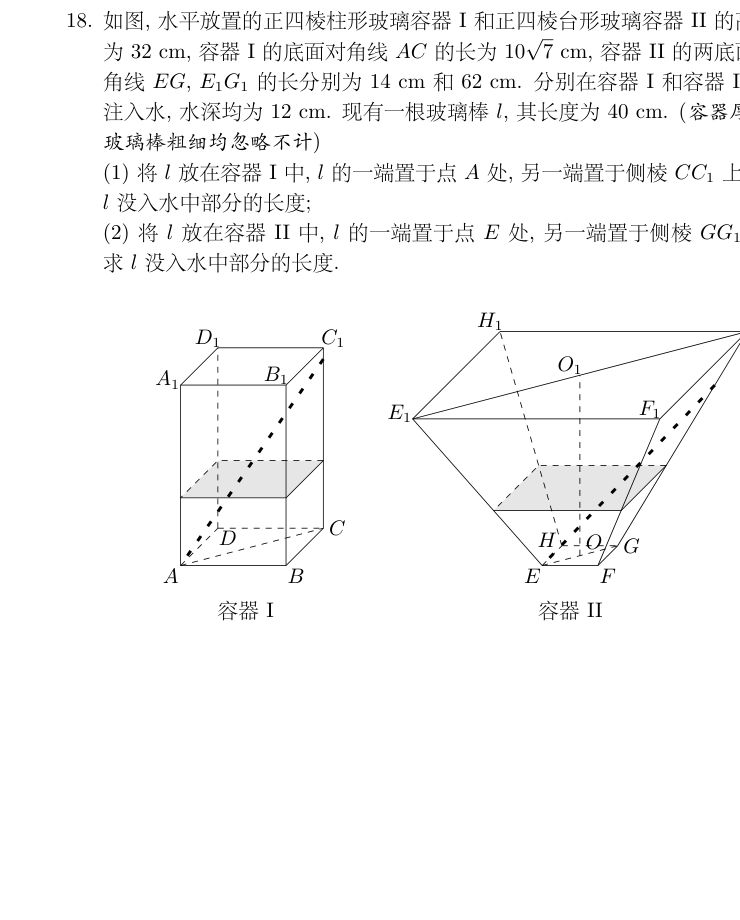 18. 如图, 水平放置的正四棱柱形玻璃容器 I 和正四棱台形玻璃容器 II 的
为 32 cm, 容器 I 的底面对角线 AC 的长为 10√7 cm, 容器 II 的两底
角线 EG, E₁G₁ 的长分别为 14 cm 和 62 cm. 分别在容器 I 和容器 I
注入水, 水深均为 12 cm. 现有一根玻璃棒 l, 其长度为 40 cm. (容器
玻璃棒粗细均忽略不计)
(1) 将 l 放在容器 I 中, l 的一端置于点 A 处, 另一端置于侧棱 CC₁ 上
l 没入水中部分的长度;
(2) 将 l 放在容器 II 中, l 的一端置于点 E 处, 另一端置于侧棱 GG₁
求 l 没入水中部分的长度.
D₁ C₁
A₁ B₁
D C
A B
容器 I
H₁
O₁
E₁ F₁
H O G
E F
容器 II